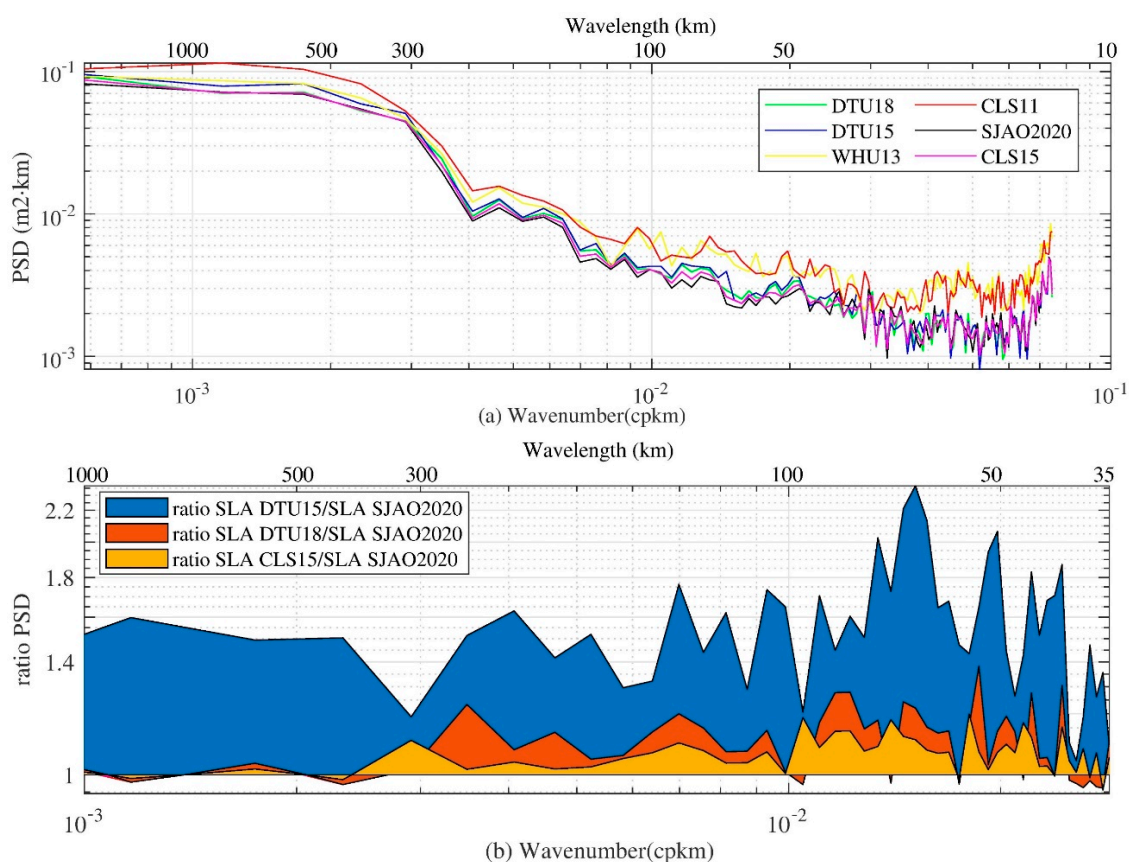 Wavelength (km)
1000 500 300 100 50 10
10^-1
10^-2
10^-3
PSD (m2·km)
DTU18 CLS11
DTU15 SJAO2020
WHU13 CLS15
10^-3 10^-2 10^-1
(a) Wavenumber(cpkm)
Wavelength (km)
1000 500 300 100 50 35
ratio SLA DTU15/SLA SJAO2020
ratio SLA DTU18/SLA SJAO2020
ratio SLA CLS15/SLA SJAO2020
2.2
1.8
1.4
1
ratio PSD
10^-3 10^-2
(b) Wavenumber(cpkm)